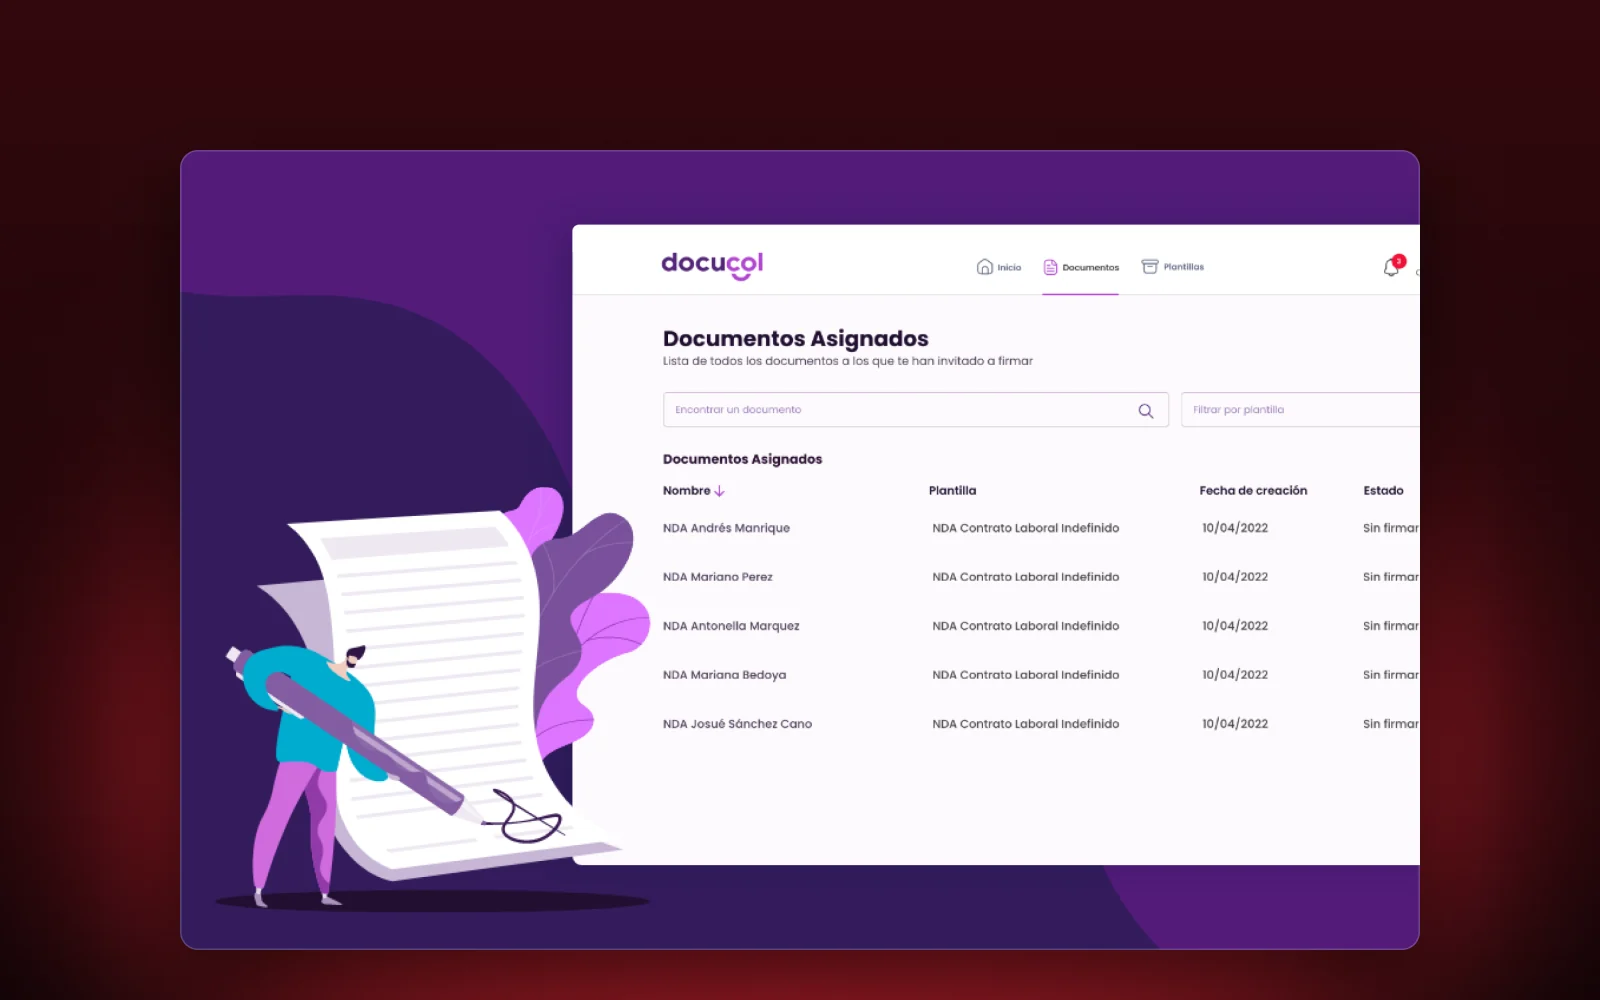 docucol
Inicio Documentos Plantillas 3
Documentos Asignados
Lista de todos los documentos a los que te han invitado a firmar
Encontrar un documento Filtrar por plantilla
Documentos Asignados
Nombre Plantilla Fecha de creación Estado
NDA Andrés Manrique NDA Contrato Laboral Indefinido 10/04/2022 Sin firmar
NDA Mariano Perez NDA Contrato Laboral Indefinido 10/04/2022 Sin firmar
NDA Antonella Marquez NDA Contrato Laboral Indefinido 10/04/2022 Sin firmar
NDA Mariana Bedoya NDA Contrato Laboral Indefinido 10/04/2022 Sin firmar
NDA Josué Sánchez Cano NDA Contrato Laboral Indefinido 10/04/2022 Sin firmar